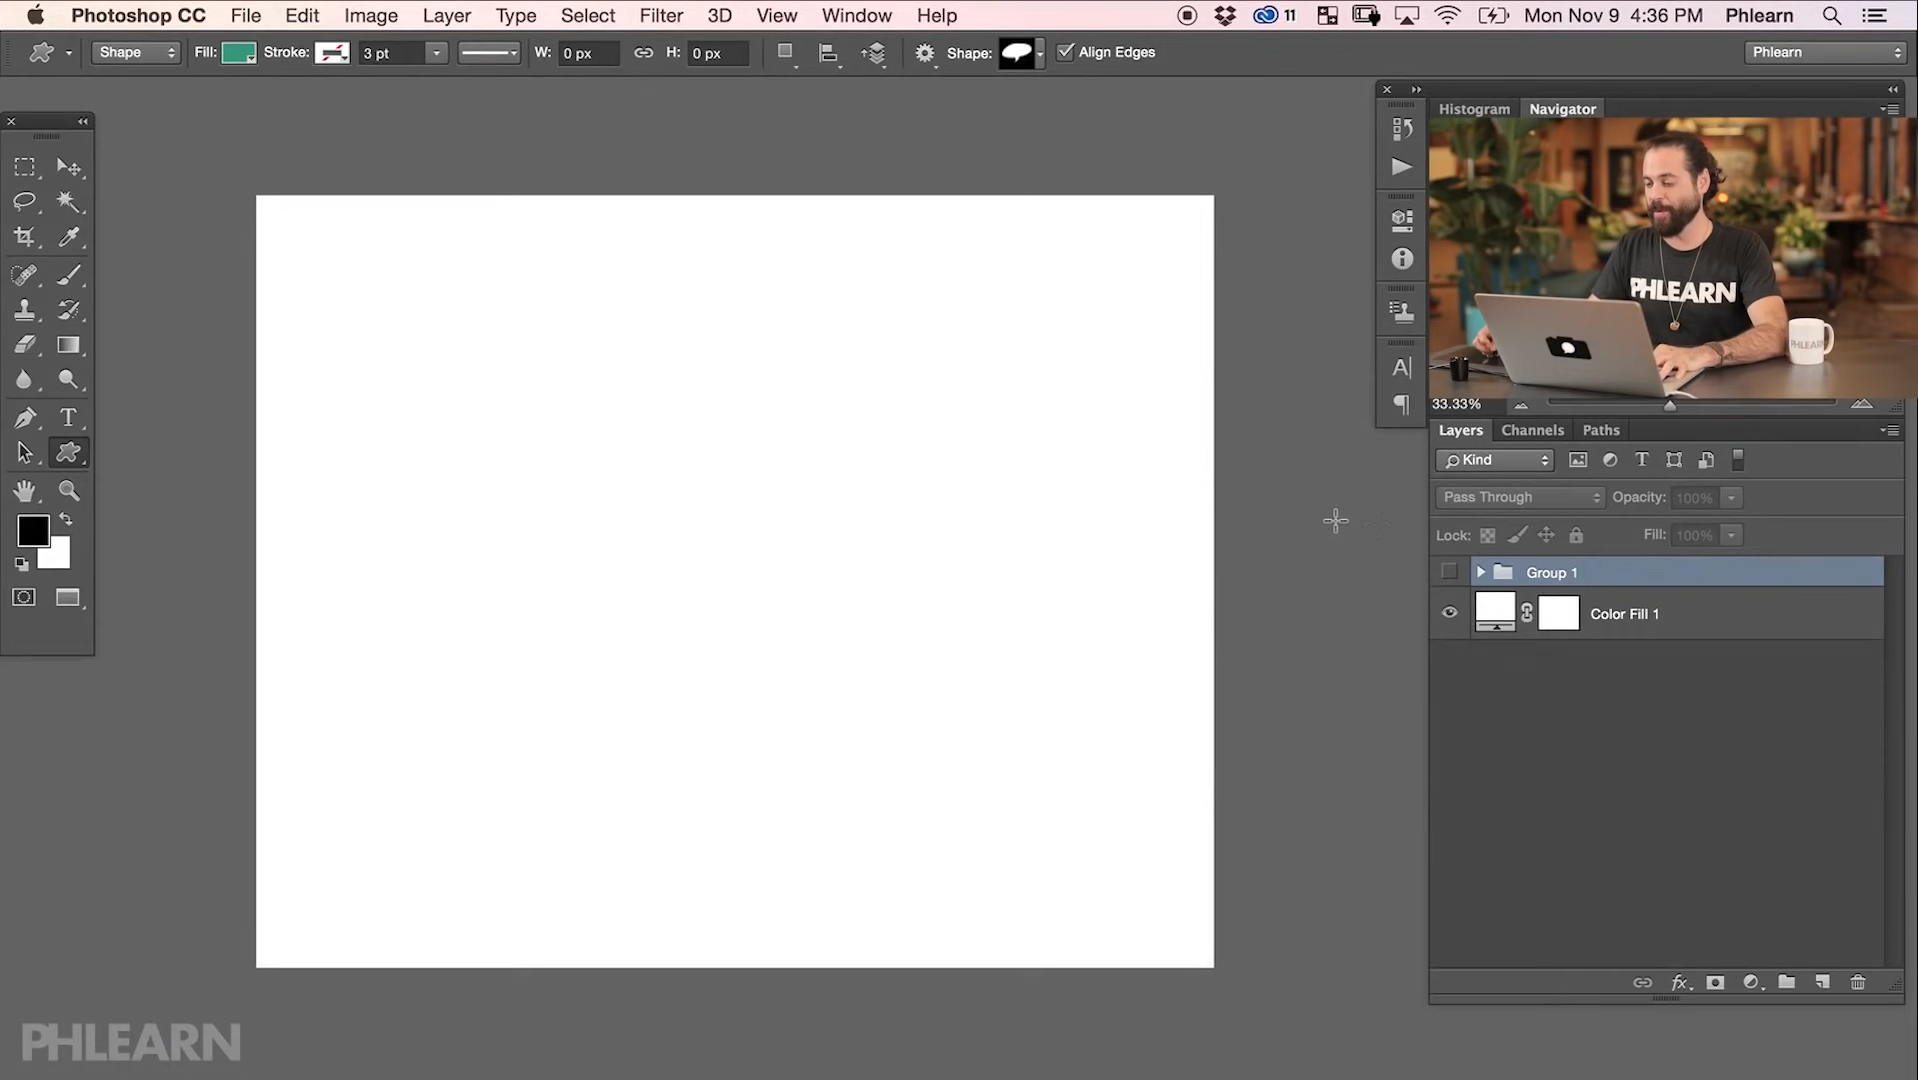 Photoshop CC File Edit Image Layer Type Select Filter 3D View Window Help 11 Mon Nov 9 4:36 PM Phlearn
Shape Fill: Stroke: 3 pt W: 0 px H: 0 px Shape: Align Edges Phlearn
Histogram Navigator
PHLEARN
PHLEARN
33.33%
Layers Channels Paths
Kind
Pass Through Opacity: 100%
Lock: Fill: 100%
Group 1
Color Fill 1
fx
PHLEARN